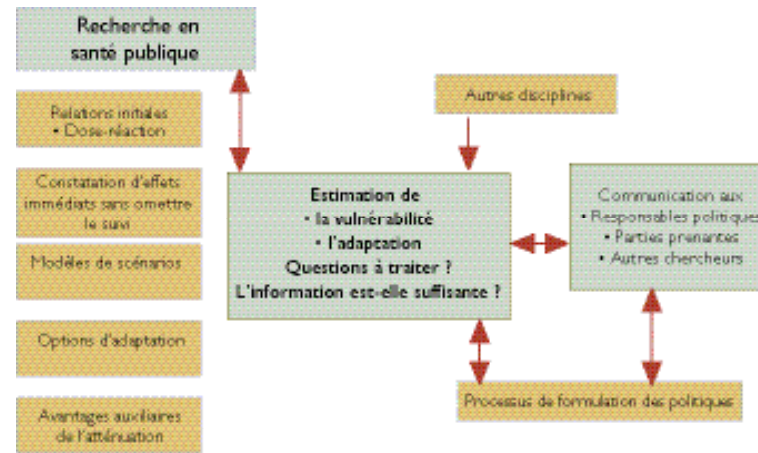 Recherche en
santé publique
Relations initiales
• Dose-réaction
Constatation d'effets
immédiats sans omettre
le suivi
Modèles de scénarios
Options d'adaptation
Avantages auxiliaires
de l'atténuation
Autres disciplines
Estimation de
• la vulnérabilité
• l'adaptation
Questions à traiter ?
L'information est-elle suffisante ?
Communication aux
• Responsables politiques
• Parties prenantes
• Autres chercheurs
Processus de formulation des politiques